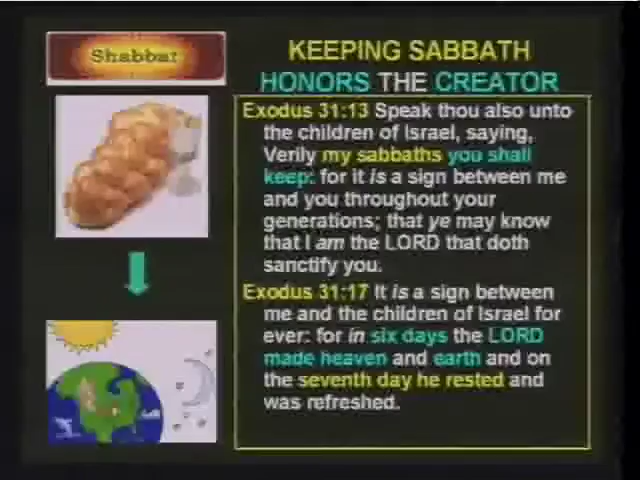 Shabbat
KEEPING SABBATH
HONORS THE CREATOR
Exodus 31:13 Speak thou also unto
the children of Israel, saying,
Verily my sabbaths you shall
keep: for it is a sign between me
and you throughout your
generations; that ye may know
that I am the LORD that doth
sanctify you.
Exodus 31:17 It is a sign between
me and the children of Israel for
ever: for in six days the LORD
made heaven and earth and on
the seventh day he rested and
was refreshed.